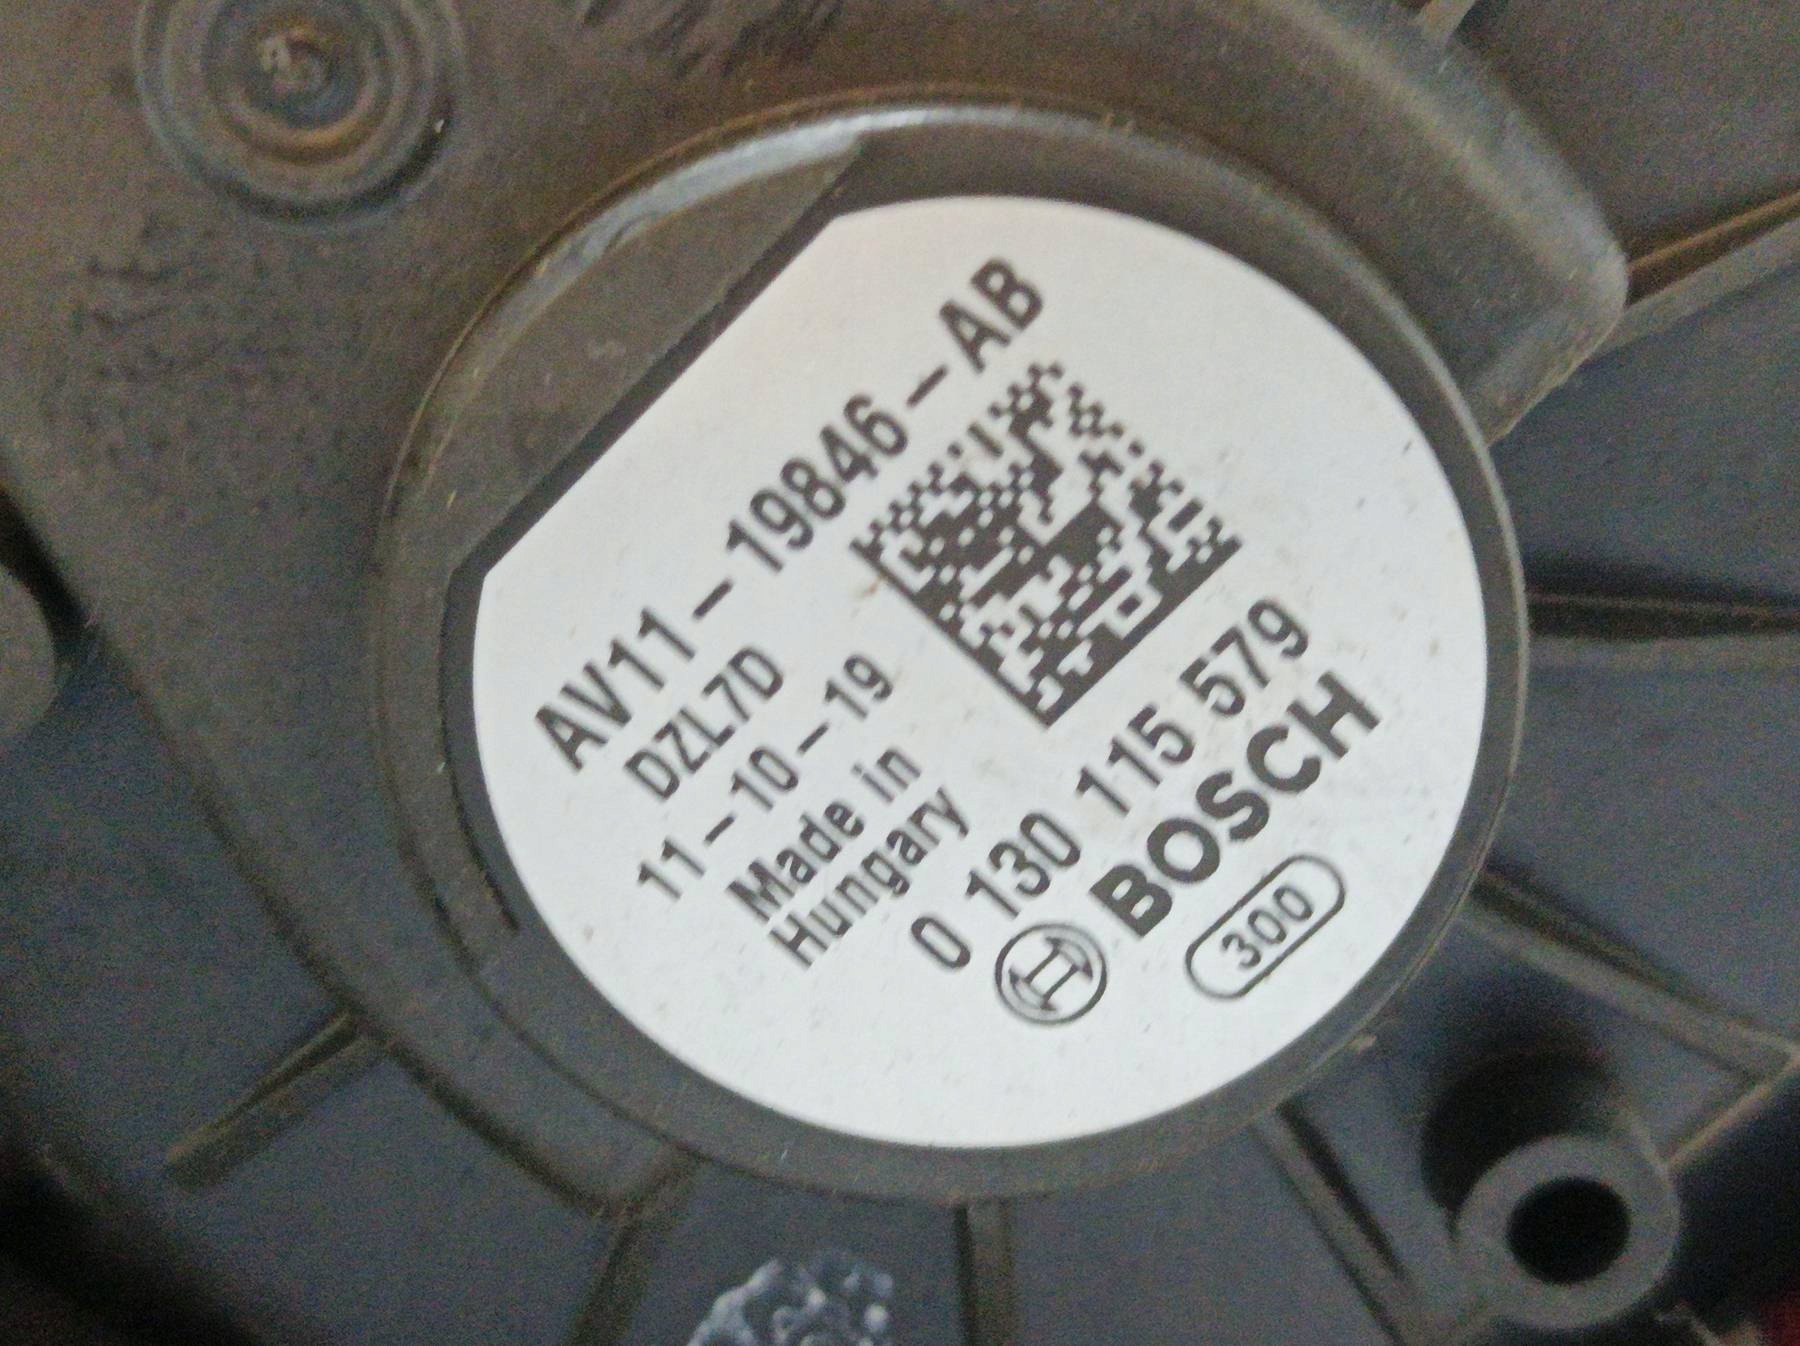 AV11-19846-AB
DZL7D
11-10-19
Made in
Hungary
0 130 115 579
BOSCH
300